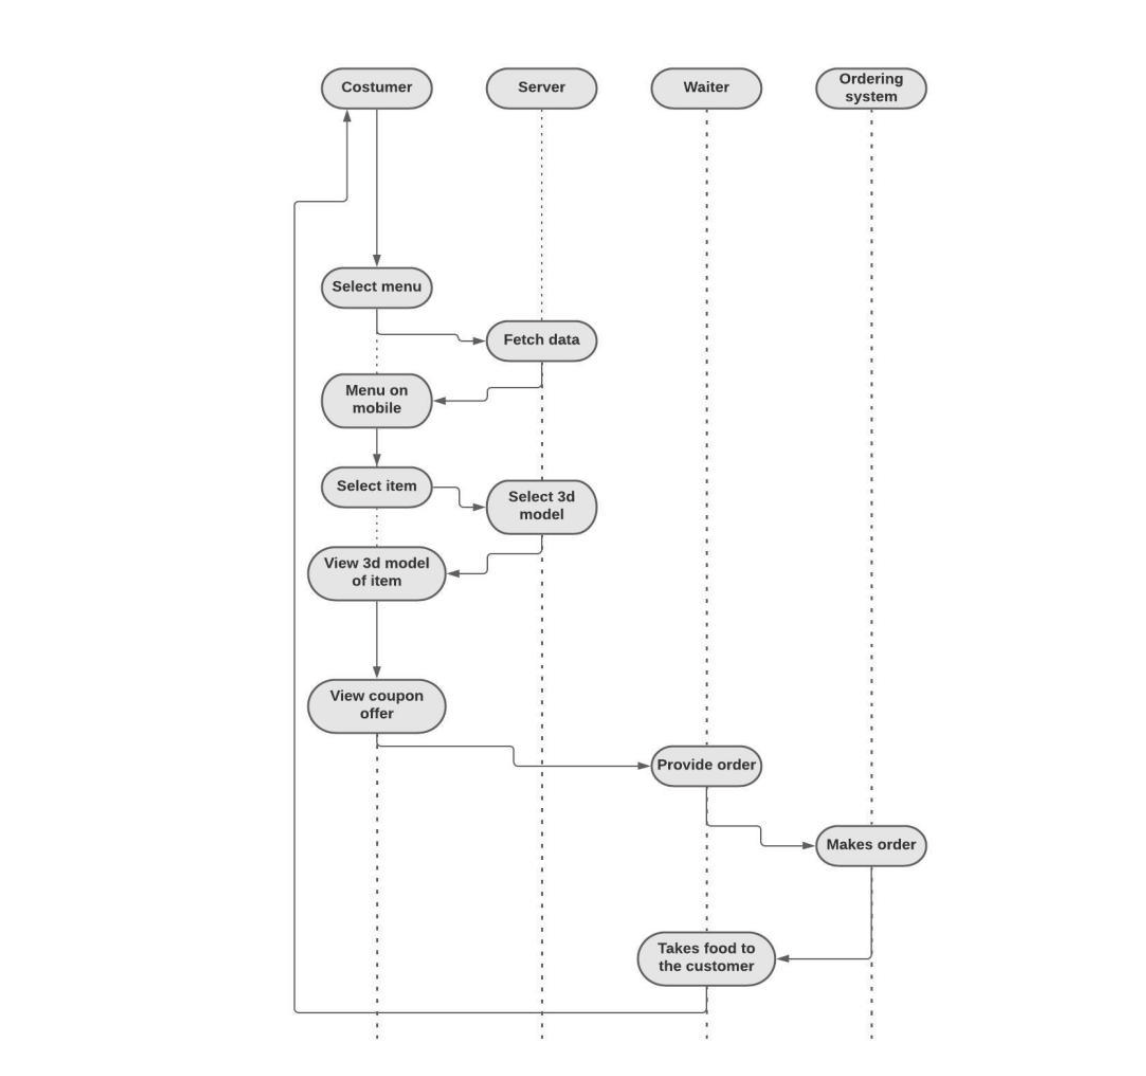 Costumer
Server
Waiter
Ordering
system
Select menu
Fetch data
Menu on
mobile
Select item
Select 3d
model
View 3d model
of item
View coupon
offer
Provide order
Makes order
Takes food to
the customer